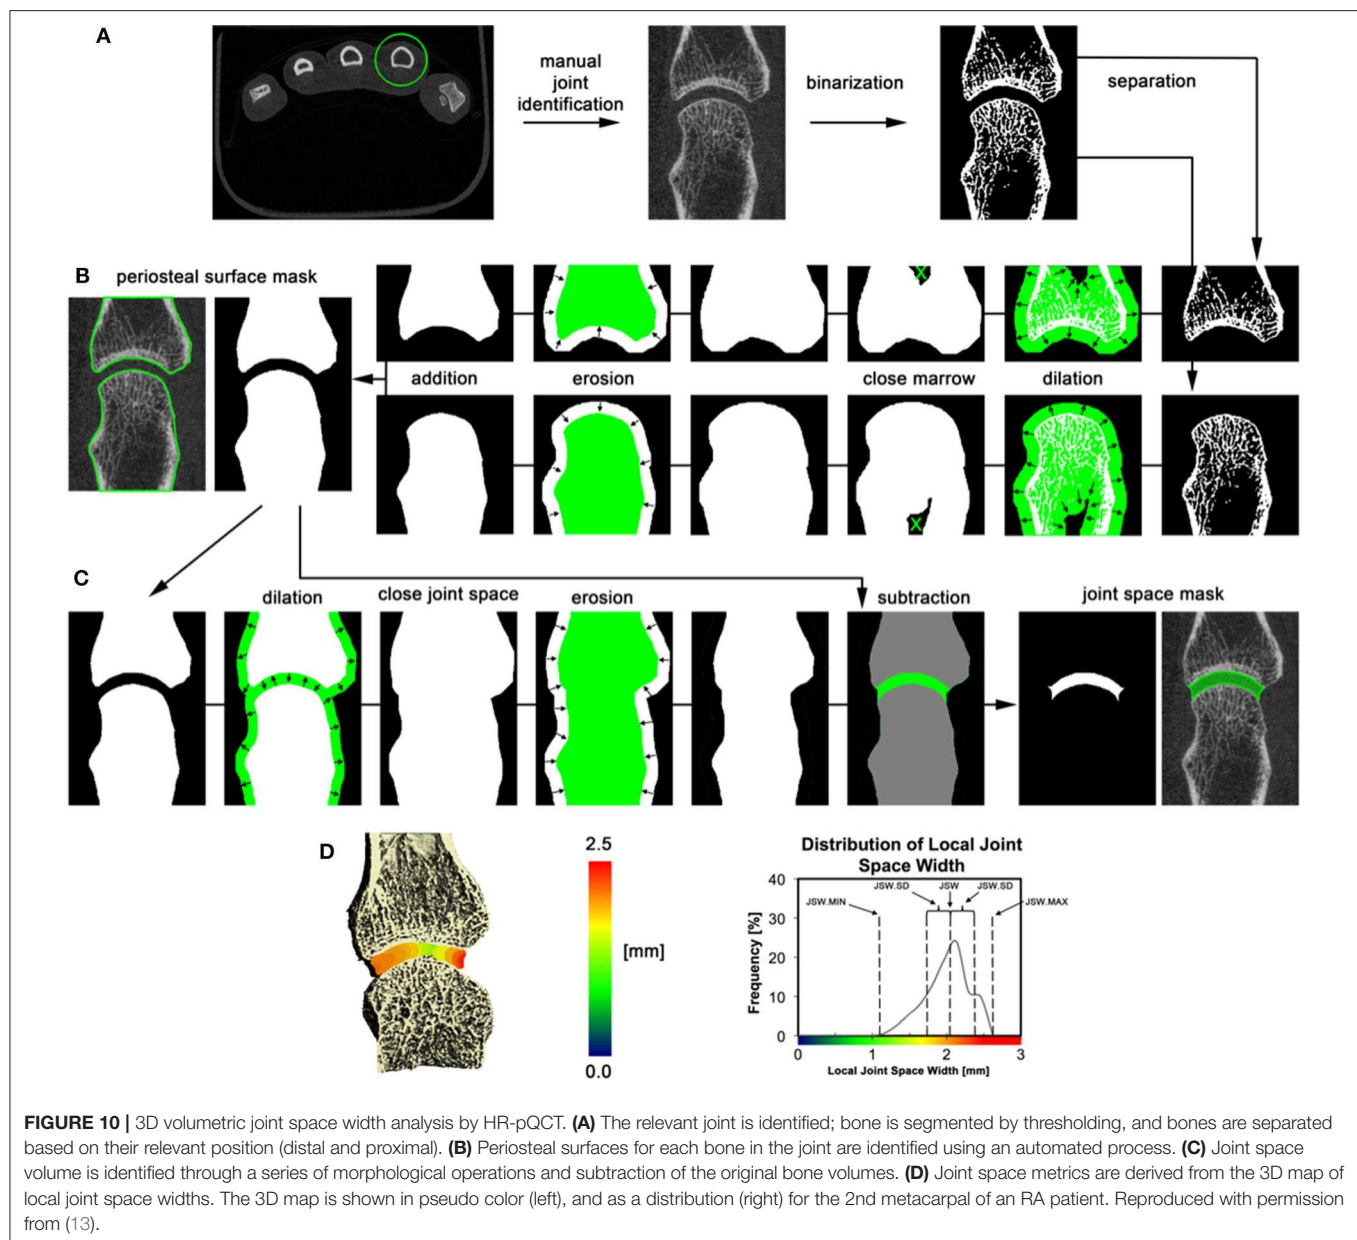 A
manual
joint
identification
binarization
separation
B
periosteal surface mask
addition
erosion
close marrow
dilation
X
X
C
dilation
close joint space
erosion
subtraction
joint space mask
D
2.5
[mm]
0.0
Distribution of Local Joint
Space Width
JSW.MIN
JSW.SD
JSW
JSW.SD
JSW.MAX
Frequency [%]
40
30
20
10
0
0
1
2
3
Local Joint Space Width [mm]
FIGURE 10 | 3D volumetric joint space width analysis by HR-pQCT. (A) The relevant joint is identified; bone is segmented by thresholding, and bones are separated
based on their relevant position (distal and proximal). (B) Periosteal surfaces for each bone in the joint are identified using an automated process. (C) Joint space
volume is identified through a series of morphological operations and subtraction of the original bone volumes. (D) Joint space metrics are derived from the 3D map of
local joint space widths. The 3D map is shown in pseudo color (left), and as a distribution (right) for the 2nd metacarpal of an RA patient. Reproduced with permission
from (13).